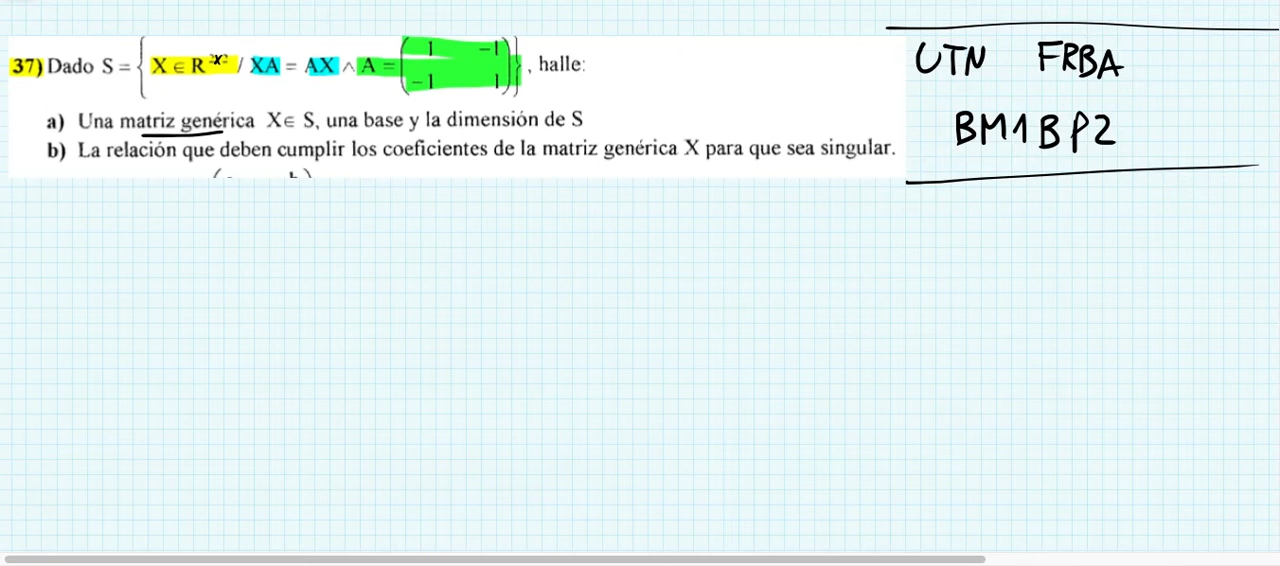 37) Dado S = { X ∈ R²ˣ² / XA = AX ∧ A = ( 1 −1
−1 1 ) } , halle:
a) Una matriz genérica X∈ S, una base y la dimensión de S
b) La relación que deben cumplir los coeficientes de la matriz genérica X para que sea singular.
UTN FRBA
BM1BP2